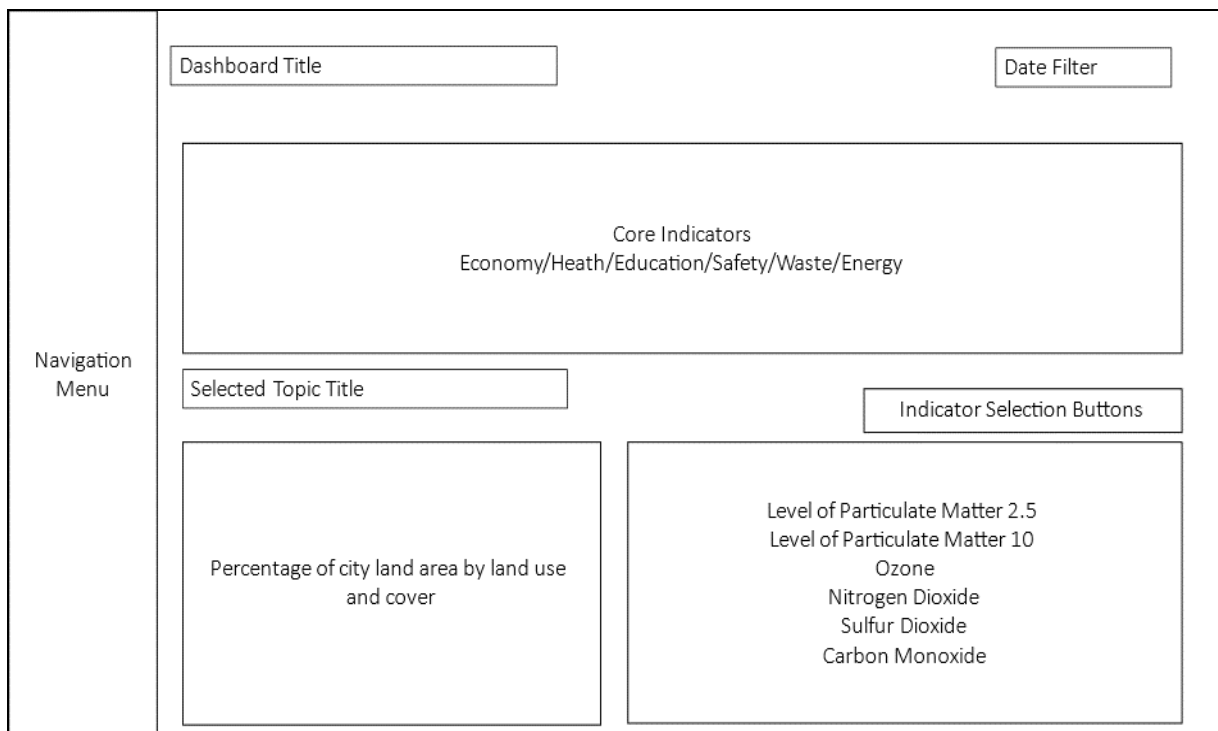 Dashboard Title
Date Filter
Core Indicators
Economy/Heath/Education/Safety/Waste/Energy
Navigation
Menu
Selected Topic Title
Indicator Selection Buttons
Percentage of city land area by land use
and cover
Level of Particulate Matter 2.5
Level of Particulate Matter 10
Ozone
Nitrogen Dioxide
Sulfur Dioxide
Carbon Monoxide